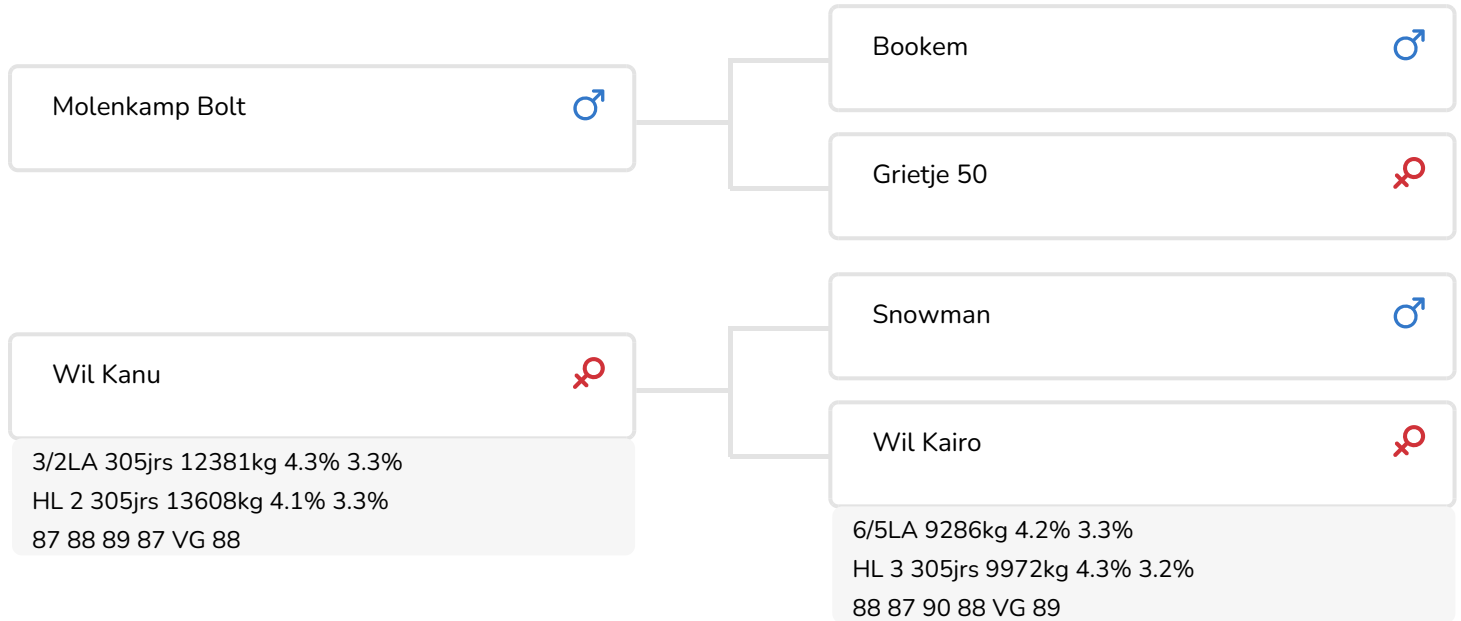 Molenkamp Bolt
Bookem
Grietje 50
Wil Kanu
3/2LA 305jrs 12381kg 4.3% 3.3%
HL 2 305jrs 13608kg 4.1% 3.3%
87 88 89 87 VG 88
Snowman
Wil Kairo
6/5LA 9286kg 4.2% 3.3%
HL 3 305jrs 9972kg 4.3% 3.2%
88 87 90 88 VG 89